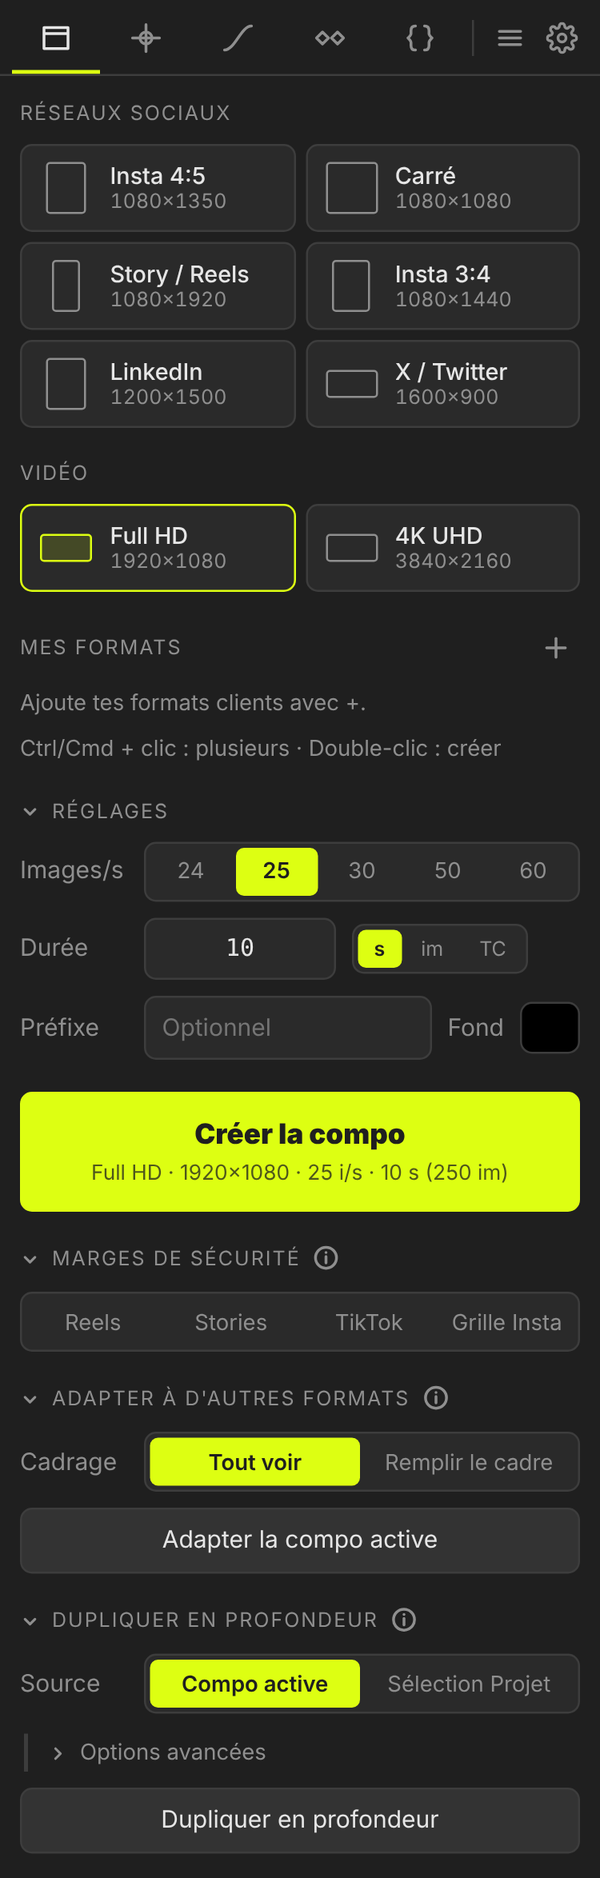 RÉSEAUX SOCIAUX
Insta 4:5
1080×1350
Carré
1080×1080
Story / Reels
1080×1920
Insta 3:4
1080×1440
LinkedIn
1200×1500
X / Twitter
1600×900
VIDÉO
Full HD
1920×1080
4K UHD
3840×2160
MES FORMATS
Ajoute tes formats clients avec +.
Ctrl/Cmd + clic : plusieurs · Double-clic : créer
RÉGLAGES
Images/s 24 25 30 50 60
Durée 10 s im TC
Préfixe Optionnel Fond
Créer la compo
Full HD · 1920×1080 · 25 i/s · 10 s (250 im)
MARGES DE SÉCURITÉ
Reels Stories TikTok Grille Insta
ADAPTER À D'AUTRES FORMATS
Cadrage Tout voir Remplir le cadre
Adapter la compo active
DUPLIQUER EN PROFONDEUR
Source Compo active Sélection Projet
Options avancées
Dupliquer en profondeur